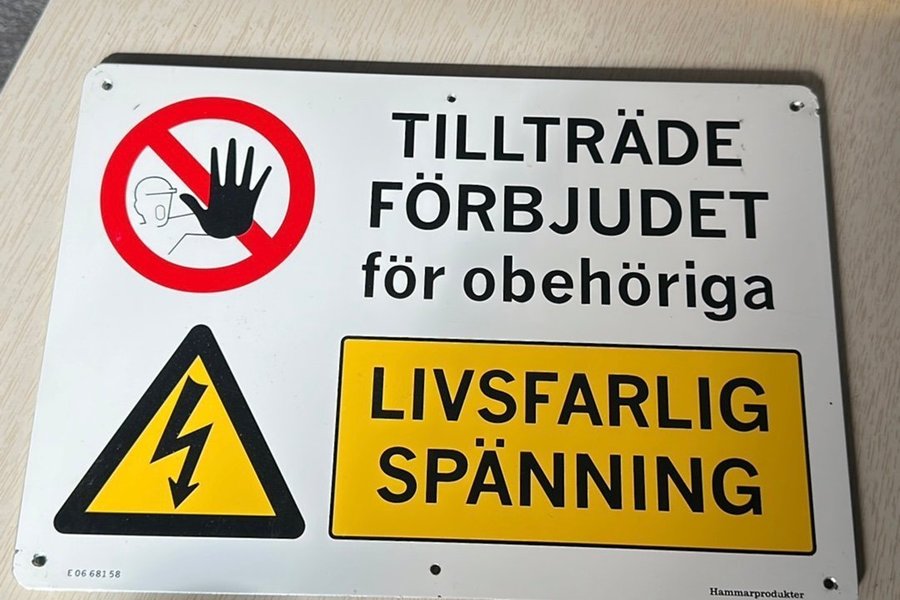 TILLTRÄDE
FÖRBJUDET
för obehöriga
LIVSFARLIG
SPÄNNING
E 06 681 58
Hammarprodukter